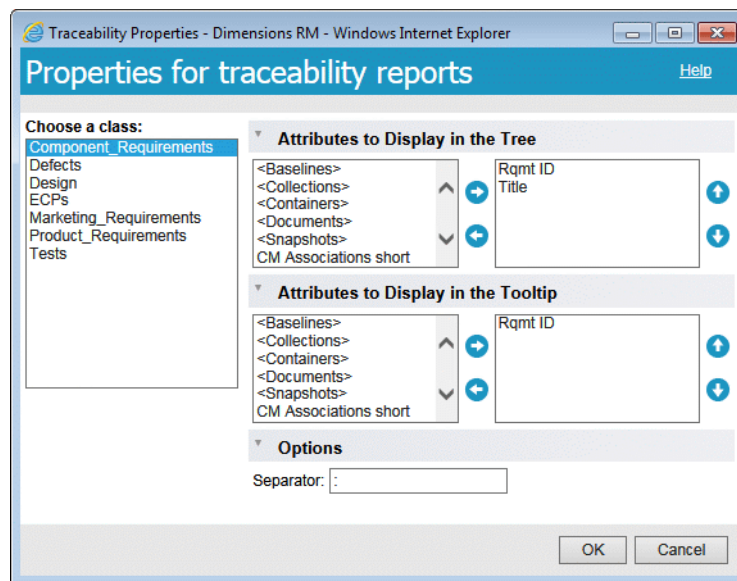 Traceability Properties - Dimensions RM - Windows Internet Explorer
Properties for traceability reports
Help
Choose a class:
Component_Requirements
Defects
Design
ECPs
Marketing_Requirements
Product_Requirements
Tests
Attributes to Display in the Tree
<Baselines>
<Collections>
<Containers>
<Documents>
<Snapshots>
CM Associations short
Rqmt ID
Title
Attributes to Display in the Tooltip
<Baselines>
<Collections>
<Containers>
<Documents>
<Snapshots>
CM Associations short
Rqmt ID
Options
Separator: :
OK
Cancel